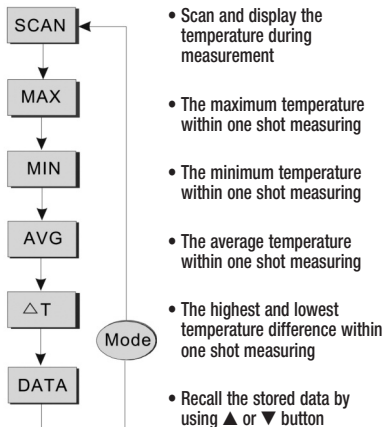 SCAN
• Scan and display the
temperature during
measurement
MAX
• The maximum temperature
within one shot measuring
MIN
• The minimum temperature
within one shot measuring
AVG
• The average temperature
within one shot measuring
△T
• The highest and lowest
temperature difference within
one shot measuring
Mode
DATA
• Recall the stored data by
using ▲ or ▼ button